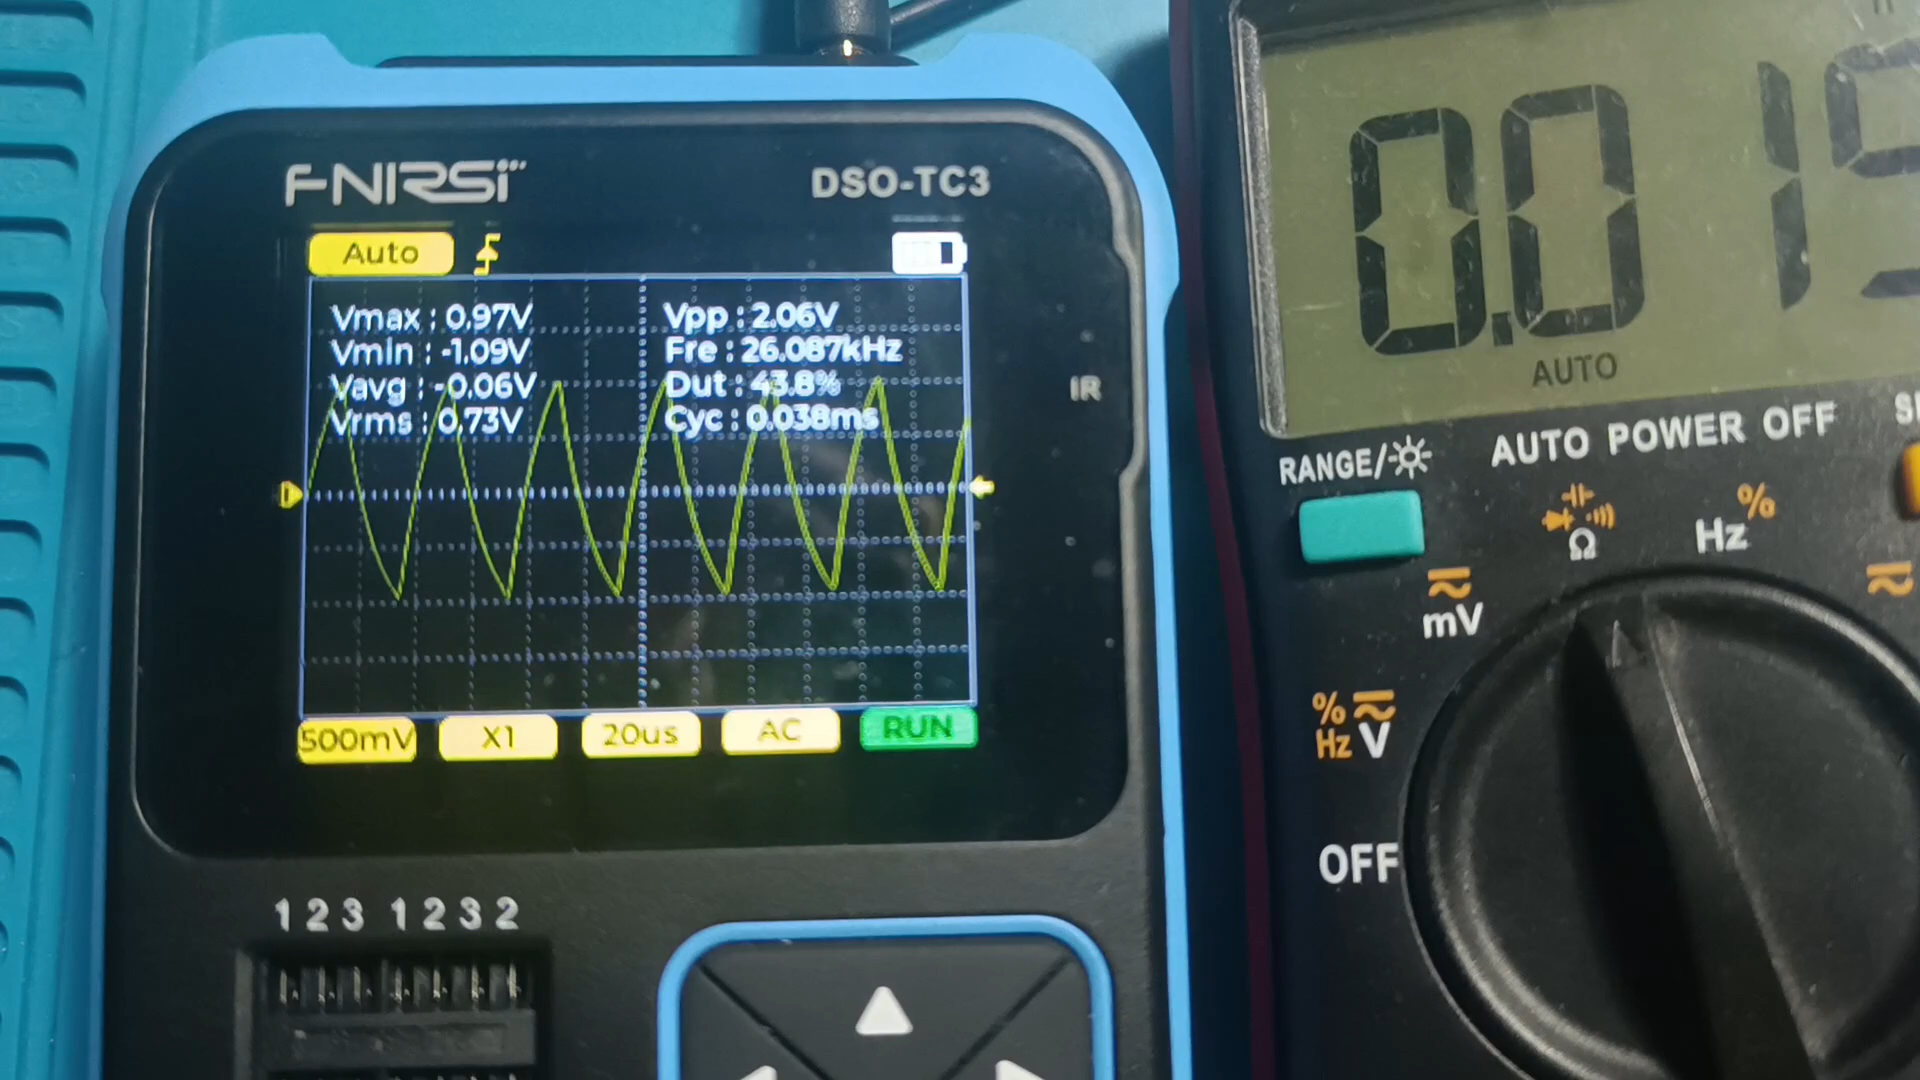 FNIRSI
DSO-TC3
Auto
Vmax : 0.97V
Vpp : 2.06V
Vmin : -1.09V
Fre : 26.087kHz
Vavg : -0.06V
Dut : 43.8%
Vrms : 0.73V
Cyc : 0.038ms
IR
500mV
X1
20us
AC
RUN
1 2 3 1 2 3 2
0.01
AUTO
RANGE/
AUTO POWER OFF
Hz %
Ω
mV
% Hz V
OFF